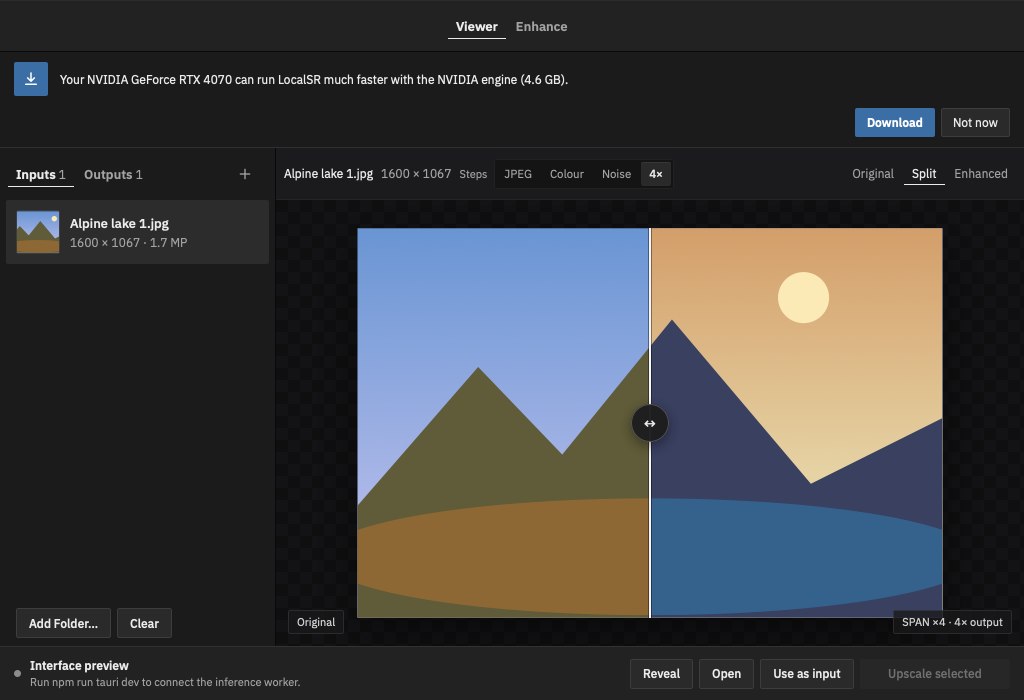 Viewer Enhance
Your NVIDIA GeForce RTX 4070 can run LocalSR much faster with the NVIDIA engine (4.6 GB).
Download Not now
Inputs 1 Outputs 1 +
Alpine lake 1.jpg 1600 × 1067 Steps JPEG Colour Noise 4× Original Split Enhanced
Alpine lake 1.jpg
1600 × 1067 · 1.7 MP
Original
SPAN ×4 · 4× output
Add Folder... Clear
Interface preview
Run npm run tauri dev to connect the inference worker.
Reveal Open Use as input Upscale selected